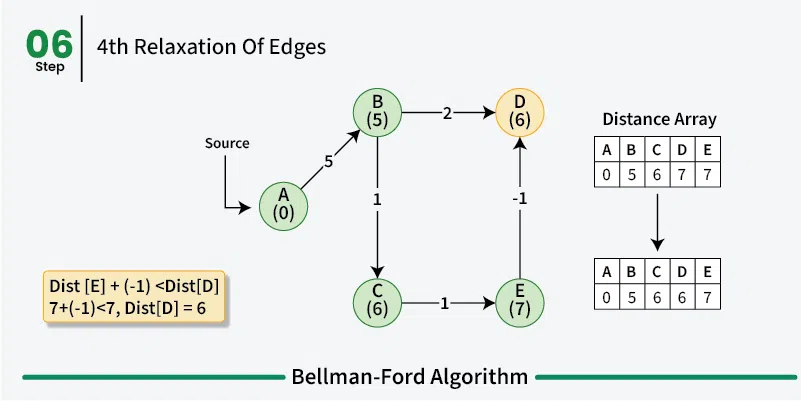 06
Step
4th Relaxation Of Edges
Source
A
(0)
5
B
(5)
2
D
(6)
1
-1
C
(6)
1
E
(7)
Dist [E] + (-1) <Dist[D]
7+(-1)<7, Dist[D] = 6
Distance Array
A B C D E
0 5 6 7 7
A B C D E
0 5 6 6 7
Bellman-Ford Algorithm